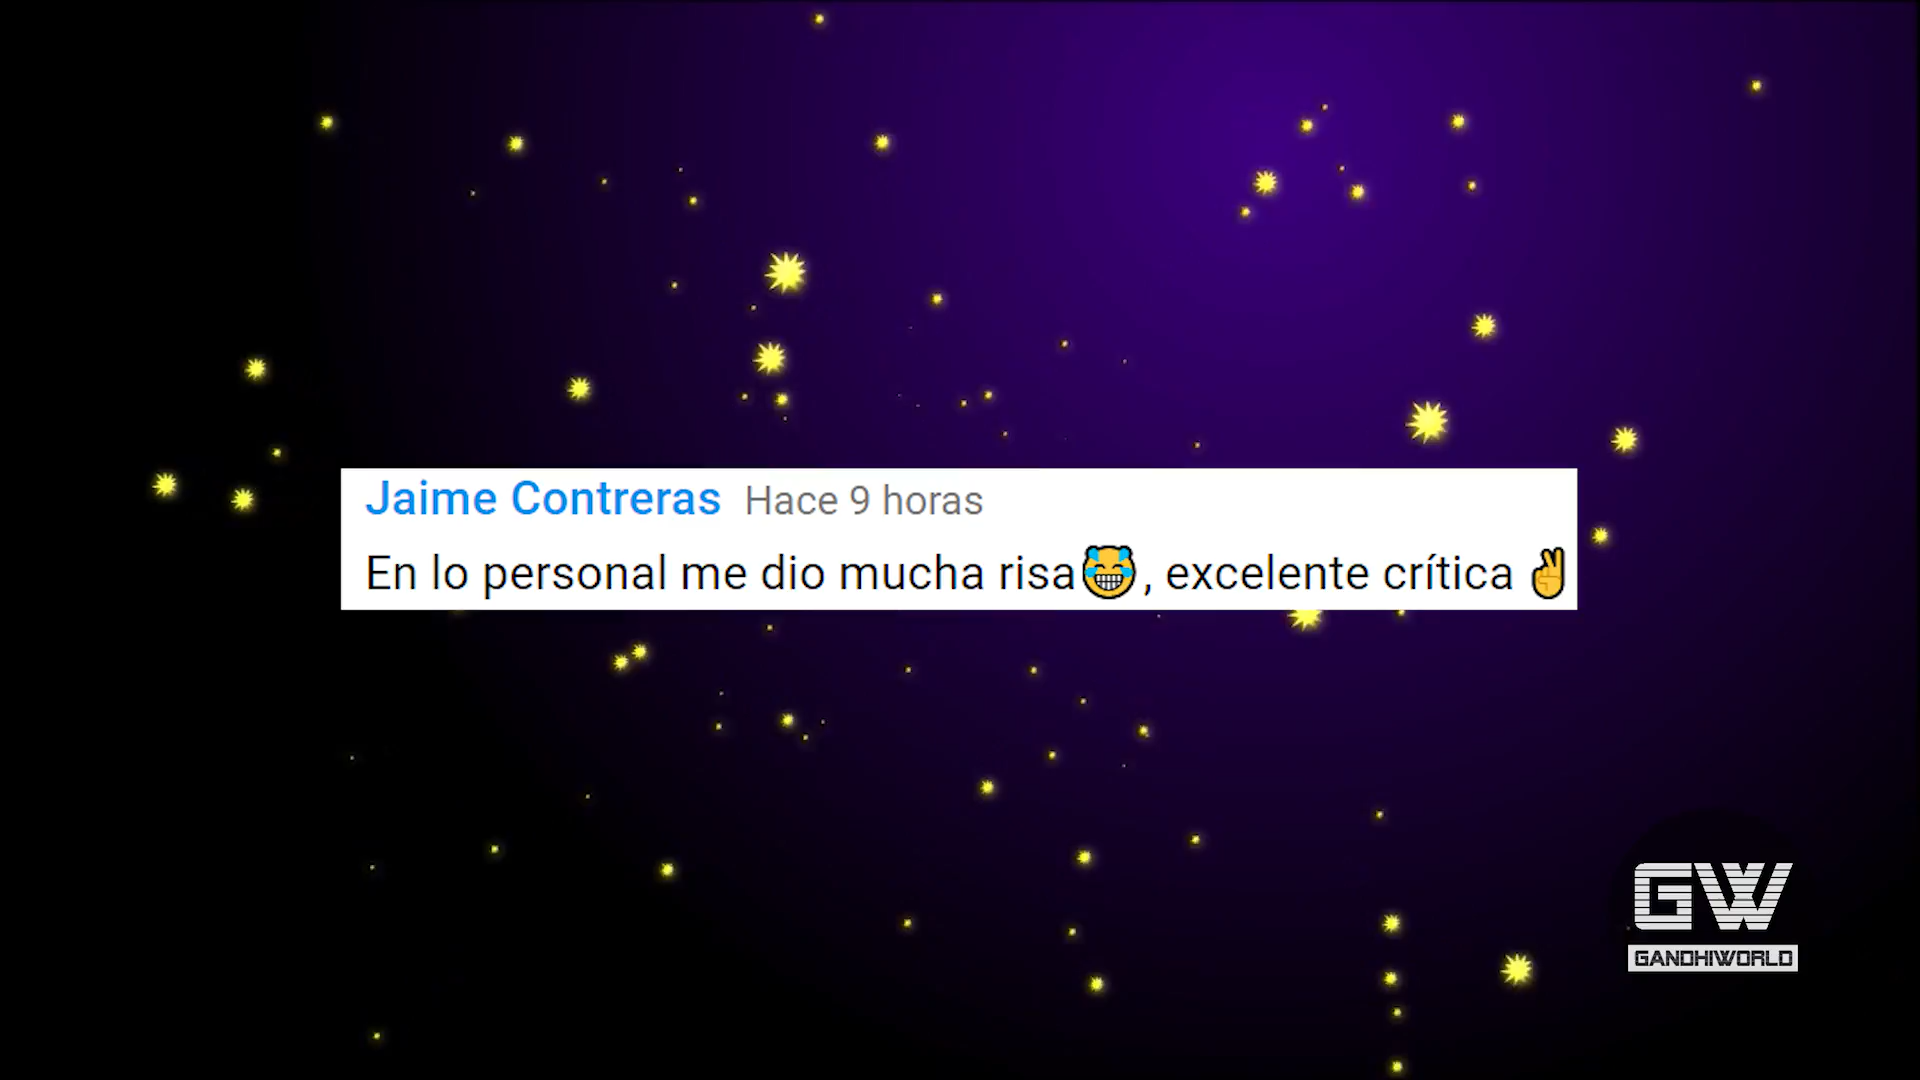 Jaime Contreras Hace 9 horas
En lo personal me dio mucha risa😂, excelente crítica ✌
GW
GANDHIWORLD